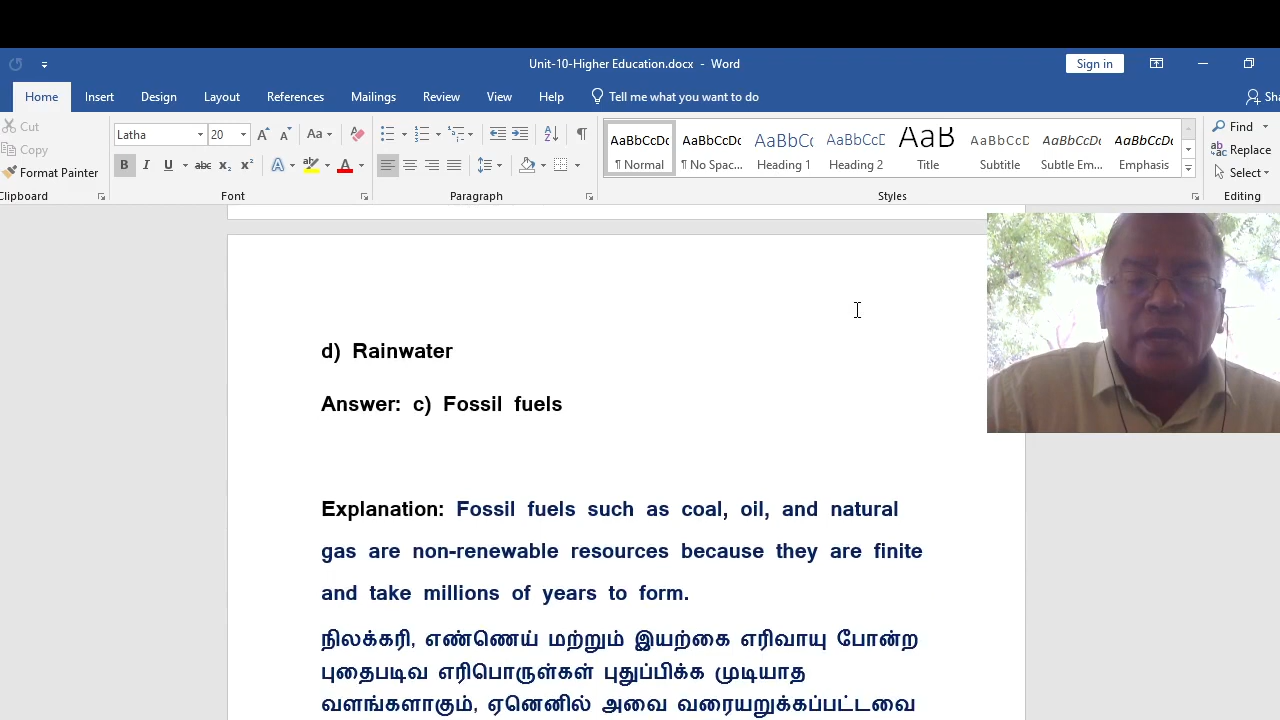 Unit-10-Higher Education.docx - Word
Sign in
Home Insert Design Layout References Mailings Review View Help Tell me what you want to do
Cut
Copy
Format Painter
Latha 20
Aa
B I U abc X₂ X²
AaBbCcDc AaBbCcDc AaBbCc AaBbCcD AaB AaBbCcD AaBbCcDc AaBbCcDc
¶ Normal ¶ No Spac... Heading 1 Heading 2 Title Subtitle Subtle Em... Emphasis
Find
Replace
Select
Clipboard Font Paragraph Styles Editing
d) Rainwater
Answer: c) Fossil fuels
Explanation: Fossil fuels such as coal, oil, and natural
gas are non-renewable resources because they are finite
and take millions of years to form.
நிலக்கரி, எண்ணெய் மற்றும் இயற்கை எரிவாயு போன்ற
புதைபடிவ எரிபொருள்கள் புதுப்பிக்க முடியாத
வளங்களாகும், ஏனெனில் அவை வரையறுக்கப்பட்டவை